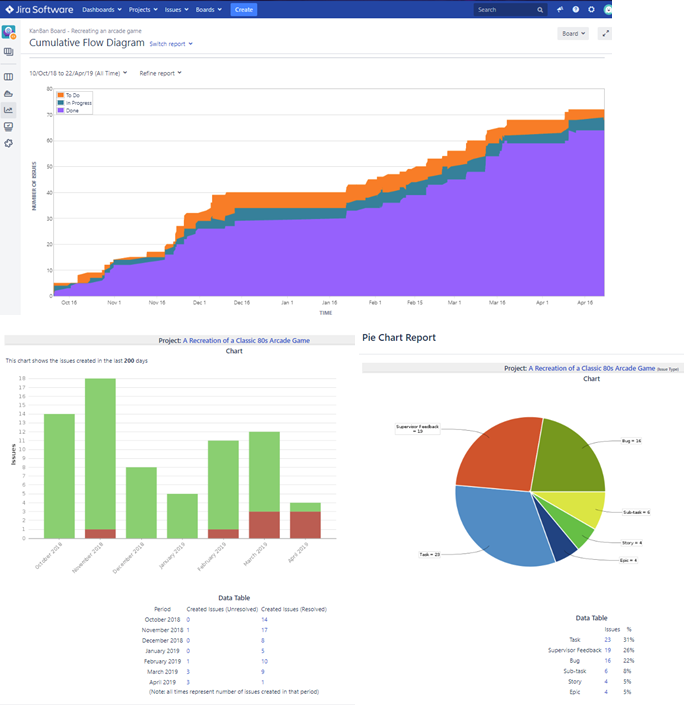 Jira Software Dashboards Projects Issues Boards Create Search
KanBan Board - Recreating an arcade game
Cumulative Flow Diagram Switch report Board
10/Oct/18 to 22/Apr/19 (All Time) Refine report
80
70
60
50
40
30
20
10
0
NUMBER OF ISSUES
To Do
In Progress
Done
Oct 16 Nov 1 Nov 16 Dec 1 Dec 16 Jan 1 Jan 16 Feb 1 Feb 15 Mar 1 Mar 16 Apr 1 Apr 16
TIME
Project: A Recreation of a Classic 80s Arcade Game
Chart
This chart shows the issues created in the last 200 days
18
17
16
15
14
13
12
11
10
9
8
7
6
5
4
3
2
1
0
Issues
October 2018 November 2018 December 2018 January 2019 February 2019 March 2019 April 2019
Data Table
Period Created Issues (Unresolved) Created Issues (Resolved)
October 2018 0 14
November 2018 1 17
December 2018 0 8
January 2019 0 5
February 2019 1 10
March 2019 3 9
April 2019 3 1
(Note: all times represent number of issues created in that period)
Pie Chart Report
Project: A Recreation of a Classic 80s Arcade Game (Issue Type)
Chart
Supervisor Feedback
= 19
Bug = 16
Sub-task = 6
Story = 4
Epic = 4
Task = 23
Data Table
Issues %
Task 23 31%
Supervisor Feedback 19 26%
Bug 16 22%
Sub-task 6 8%
Story 4 5%
Epic 4 5%